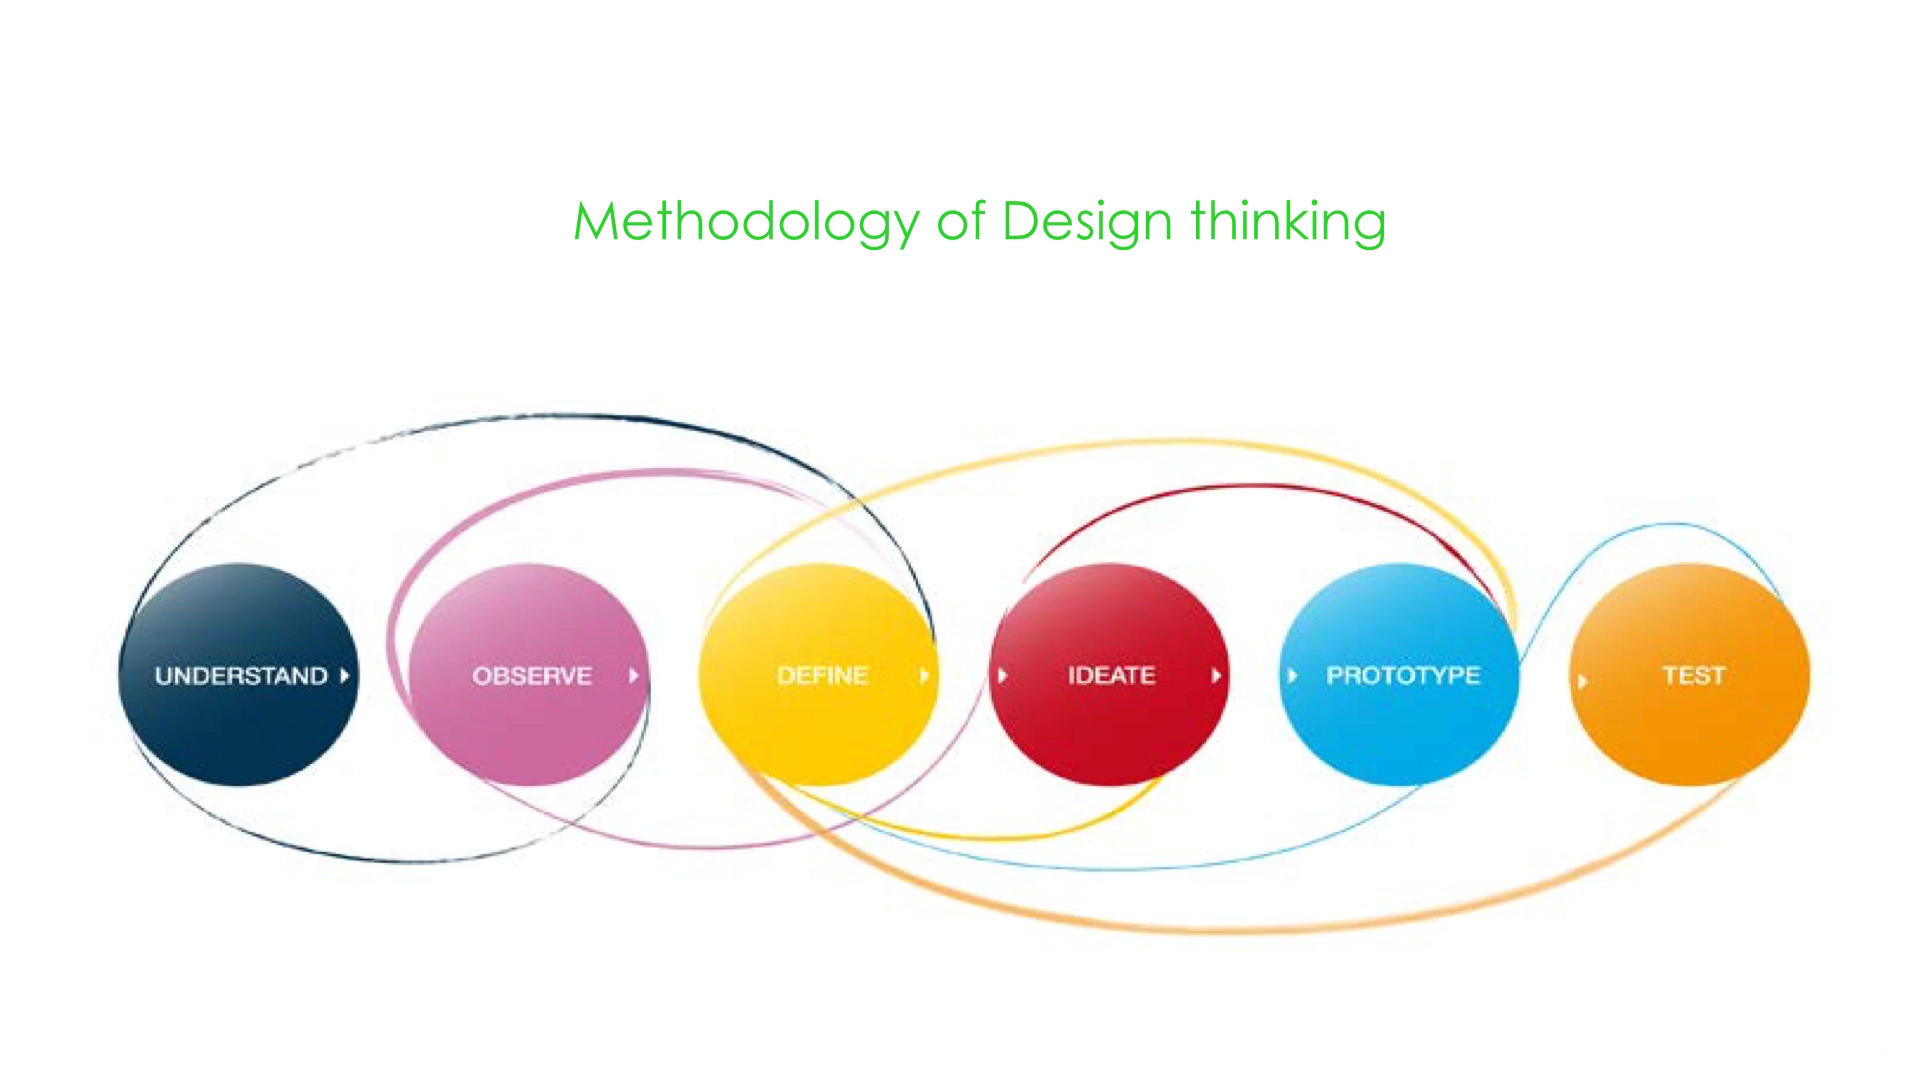 Methodology of Design thinking
UNDERSTAND
OBSERVE
DEFINE
IDEATE
PROTOTYPE
TEST